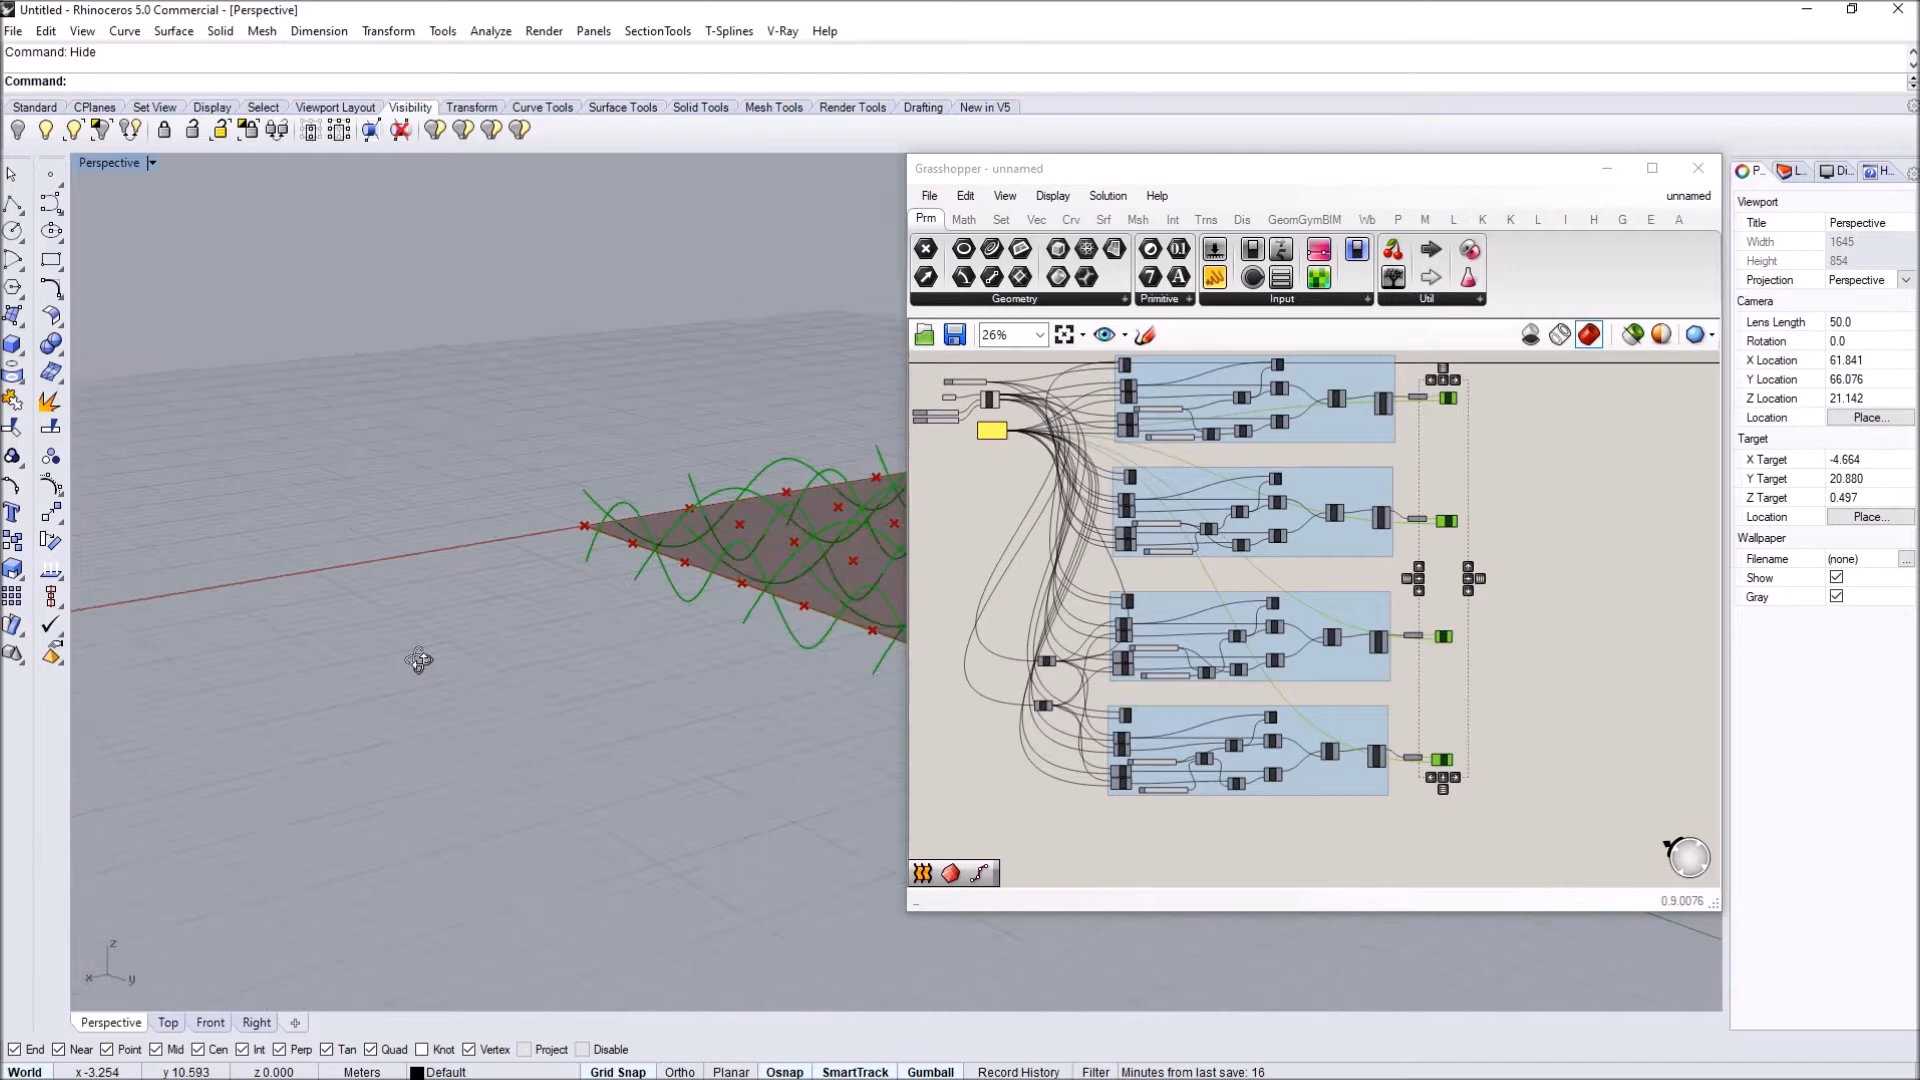 Untitled - Rhinoceros 5.0 Commercial - [Perspective]
File Edit View Curve Surface Solid Mesh Dimension Transform Tools Analyze Render Panels SectionTools T-Splines V-Ray Help
Command: Hide
Command:
Standard CPlanes Set View Display Select Viewport Layout Visibility Transform Curve Tools Surface Tools Solid Tools Mesh Tools Render Tools Drafting New in V5
Perspective
Grasshopper - unnamed
File Edit View Display Solution Help unnamed
Prm Math Set Vec Crv Srf Msh Int Trns Dis GeomGymBIM Wb P M L K K L I H G E A
Geometry Primitive Input Util
26%
0.9.0076
P... L... Di... H...
Viewport
Title Perspective
Width 1645
Height 854
Projection Perspective
Camera
Lens Length 50.0
Rotation 0.0
X Location 61.841
Y Location 66.076
Z Location 21.142
Location Place...
Target
X Target -4.664
Y Target 20.880
Z Target 0.497
Location Place...
Wallpaper
Filename (none) ...
Show
Gray
z
x y
Perspective Top Front Right
End Near Point Mid Cen Int Perp Tan Quad Knot Vertex Project Disable
World x -3.254 y 10.593 z 0.000 Meters Default Grid Snap Ortho Planar Osnap SmartTrack Gumball Record History Filter Minutes from last save: 16